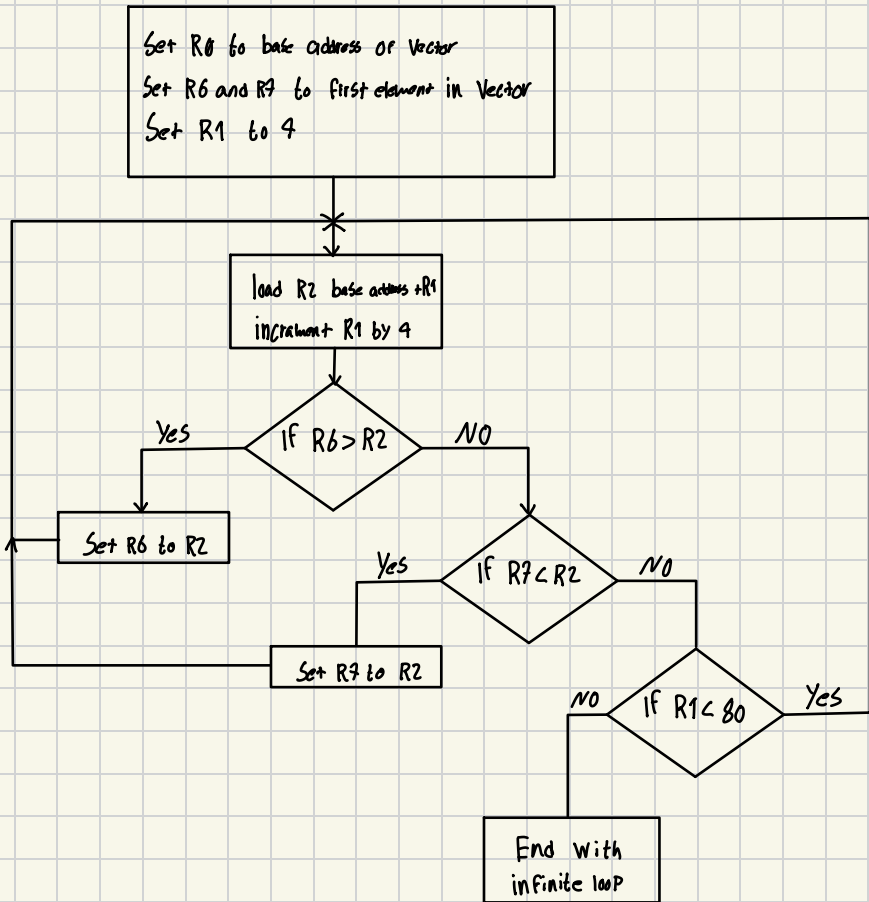 Set R0 to base address of Vector
Set R6 and R7 to first element in Vector
Set R1 to 4
load R2 base address +R1
incrament R1 by 4
If R6 > R2
Yes
NO
Set R6 to R2
If R7 < R2
Yes
NO
Set R7 to R2
If R1 < 80
NO
Yes
End with
infinite loop